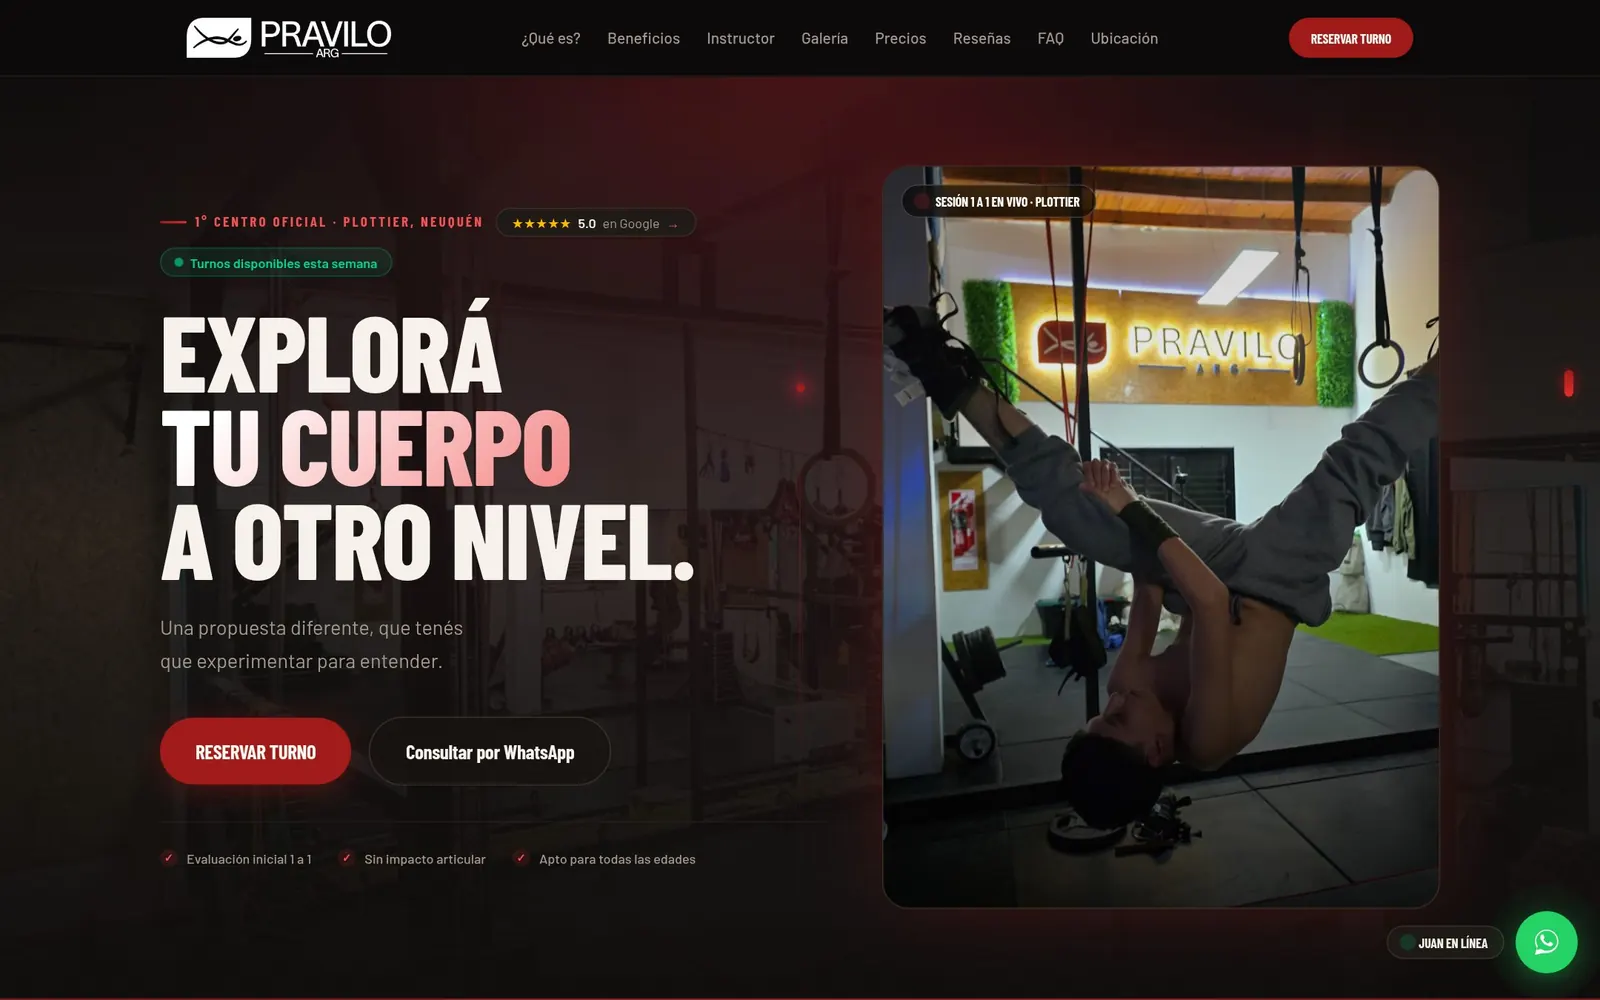 PRAVILO
ARG
¿Qué es?
Beneficios
Instructor
Galería
Precios
Reseñas
FAQ
Ubicación
RESERVAR TURNO
1° CENTRO OFICIAL · PLOTTIER, NEUQUÉN
★★★★★ 5.0 en Google →
Turnos disponibles esta semana
EXPLORÁ
TU CUERPO
A OTRO NIVEL.
Una propuesta diferente, que tenés
que experimentar para entender.
RESERVAR TURNO
Consultar por WhatsApp
✓ Evaluación inicial 1 a 1
✓ Sin impacto articular
✓ Apto para todas las edades
SESIÓN 1 A 1 EN VIVO · PLOTTIER
PRAVILO
ARG
JUAN EN LÍNEA